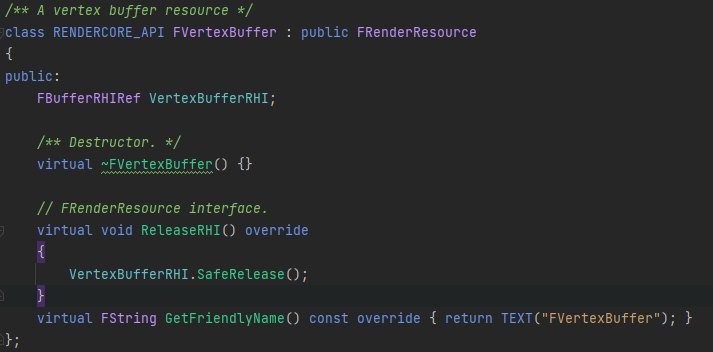 /** A vertex buffer resource */
class RENDERCORE_API FVertexBuffer : public FRenderResource
{
public:
    FBufferRHIRef VertexBufferRHI;

    /** Destructor. */
    virtual ~FVertexBuffer() {}

    // FRenderResource interface.
    virtual void ReleaseRHI() override
    {
        VertexBufferRHI.SafeRelease();
    }
    virtual FString GetFriendlyName() const override { return TEXT("FVertexBuffer"); }
};